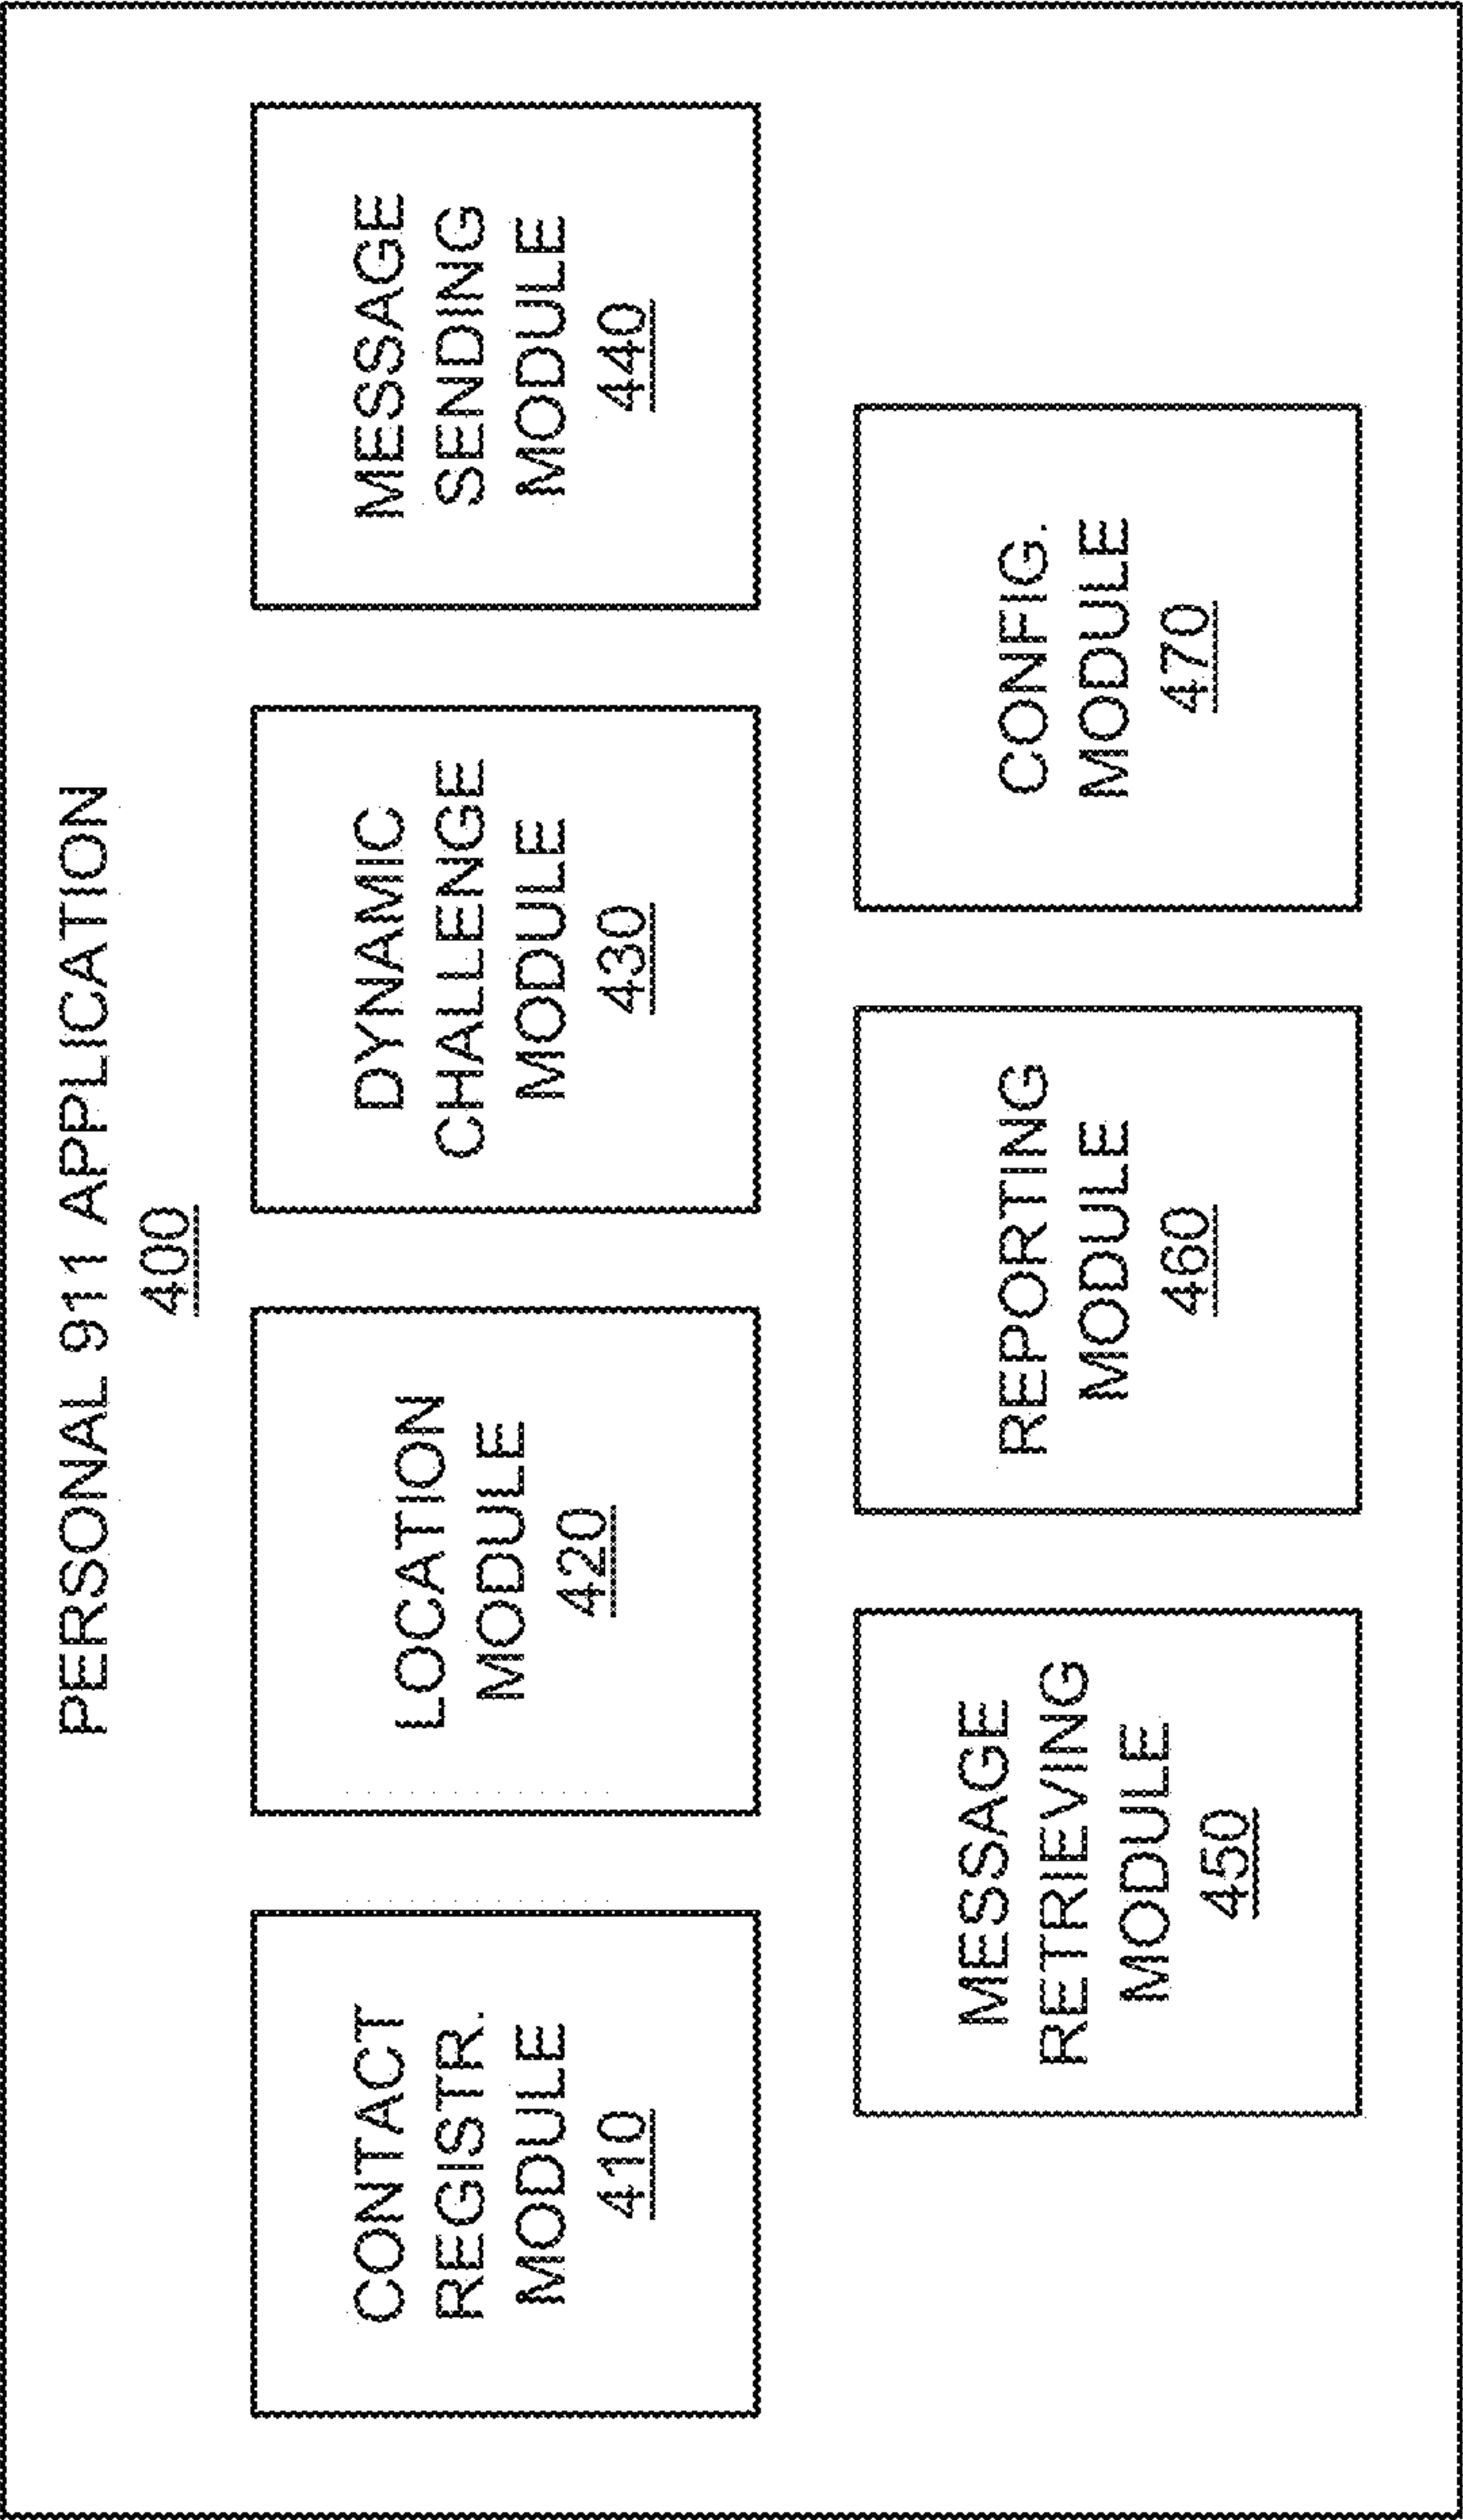 PERSONAL 911 APPLICATION
400
CONTACT
REGISTR.
MODULE
410
LOCATION
MODULE
420
DYNAMIC
CHALLENGE
MODULE
430
MESSAGE
SENDING
MODULE
440
MESSAGE
RETRIEVING
MODULE
450
REPORTING
MODULE
460
CONFIG.
MODULE
470